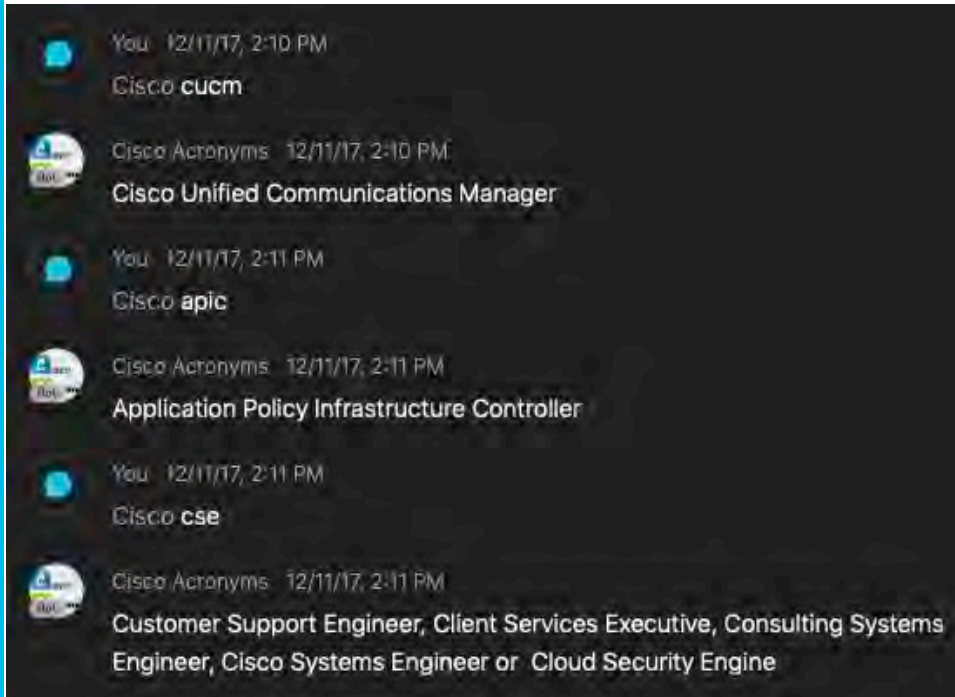 You 12/11/17, 2:10 PM
Cisco cucm
Cisco Acronyms 12/11/17, 2:10 PM
Cisco Unified Communications Manager
You 12/11/17, 2:11 PM
Cisco apic
Cisco Acronyms 12/11/17, 2:11 PM
Application Policy Infrastructure Controller
You 12/11/17, 2:11 PM
Cisco cse
Cisco Acronyms 12/11/17, 2:11 PM
Customer Support Engineer, Client Services Executive, Consulting Systems
Engineer, Cisco Systems Engineer or Cloud Security Engine